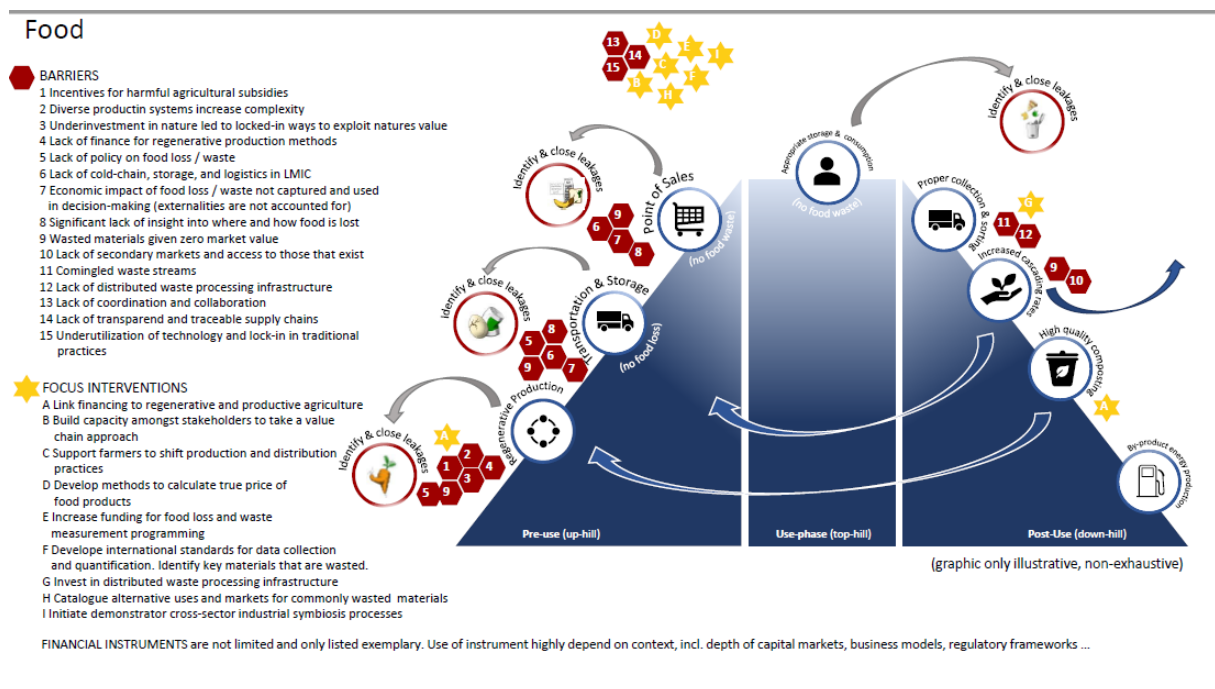 Food
BARRIERS
1 Incentives for harmful agricultural subsidies
2 Diverse productin systems increase complexity
3 Underinvestment in nature led to locked-in ways to exploit natures value
4 Lack of finance for regenerative production methods
5 Lack of policy on food loss / waste
6 Lack of cold-chain, storage, and logistics in LMIC
7 Economic impact of food loss / waste not captured and used
in decision-making (externalities are not accounted for)
8 Significant lack of insight into where and how food is lost
9 Wasted materials given zero market value
10 Lack of secondary markets and access to those that exist
11 Comingled waste streams
12 Lack of distributed waste processing infrastructure
13 Lack of coordination and collaboration
14 Lack of transparend and traceable supply chains
15 Underutilization of technology and lock-in in traditional
practices
FOCUS INTERVENTIONS
A Link financing to regenerative and productive agriculture
B Build capacity amongst stakeholders to take a value
chain approach
C Support farmers to shift production and distribution
practices
D Develop methods to calculate true price of
food products
E Increase funding for food loss and waste
measurement programming
F Develope international standards for data collection
and quantification. Identify key materials that are wasted.
G Invest in distributed waste processing infrastructure
H Catalogue alternative uses and markets for commonly wasted materials
I Initiate demonstrator cross-sector industrial symbiosis processes
13
14
15
D
E
I
C
F
B
H
Identify & close leakages
1
2
3
4
5
9
A
Regenerative Production
Identify & close leakages
5
8
6
9
7
Transportation & Storage
(no food loss)
Identify & close leakages
6
9
7
8
Point of Sales
(no food waste)
Appropriate storage & consumption
(no food waste)
Identify & close leakages
Proper collection & sorting
G
11
12
Increased cascading rates
9
10
High quality composting
A
By-product energy production
Pre-use (up-hill)
Use-phase (top-hill)
Post-Use (down-hill)
(graphic only illustrative, non-exhaustive)
FINANCIAL INSTRUMENTS are not limited and only listed exemplary. Use of instrument highly depend on context, incl. depth of capital markets, business models, regulatory frameworks ...